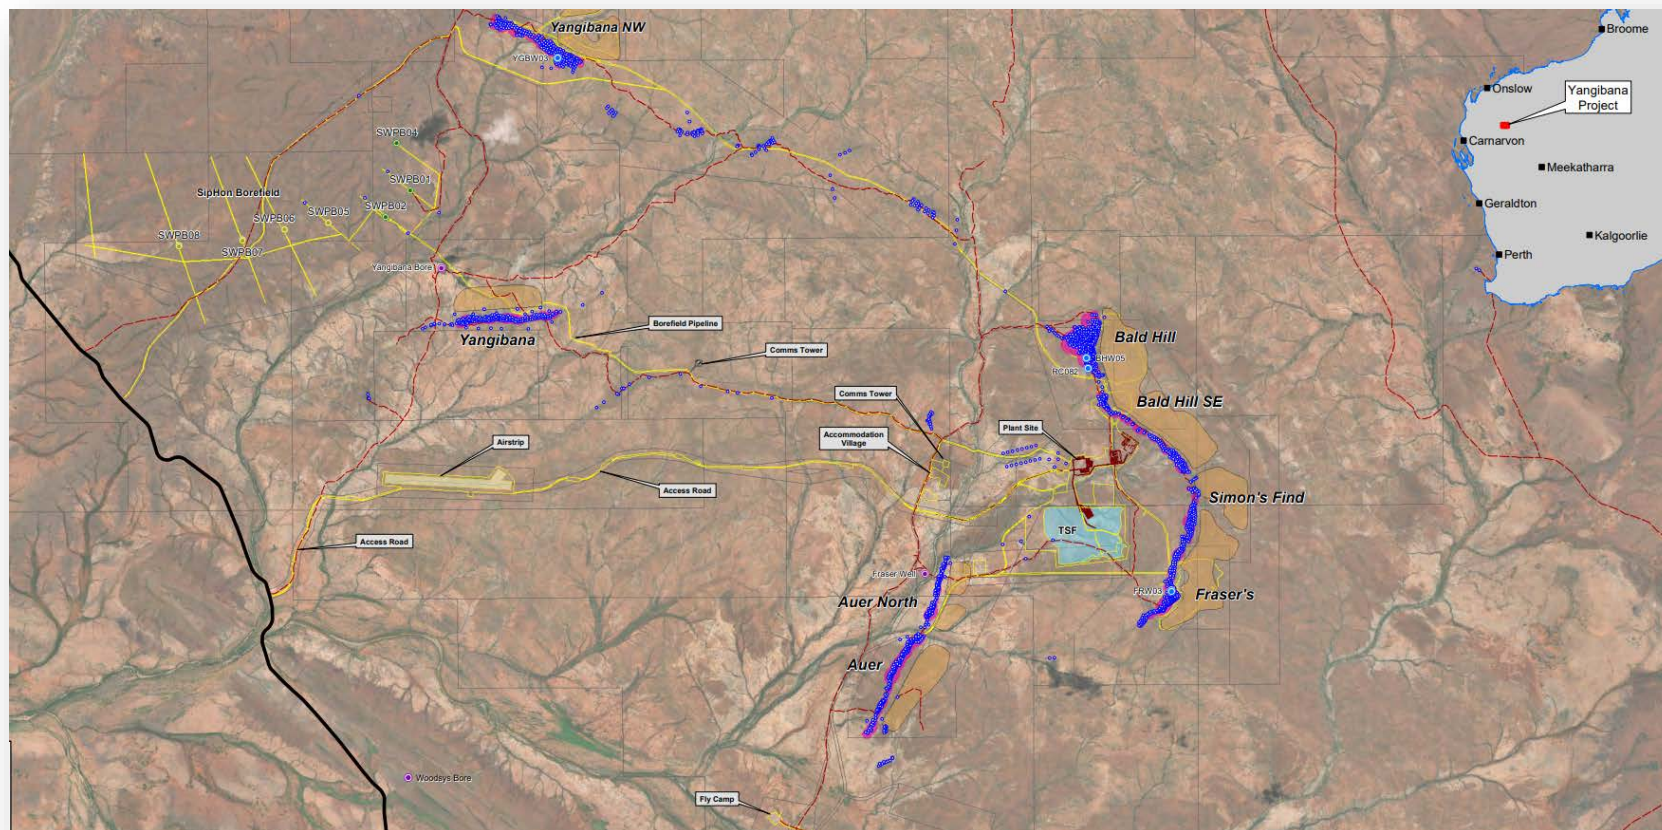 Yangibana NW
YGBW03
Broome
Onslow
Yangibana
Project
Carnarvon
Meekatharra
Geraldton
Kalgoorlie
Perth
SWPB04
SWPB01
SipHon Borefield
SWPB02
SWPB05
SWPB06
SWPB08
SWPB07
Yangibana Bore
Yangibana
Borefield Pipeline
Comms Tower
Bald Hill
BHW05
RC082
Comms Tower
Bald Hill SE
Accommodation
Village
Plant Site
Airstrip
Access Road
Simon's Find
TSF
Access Road
Fraser Well
FRW03
Fraser's
Auer North
Auer
Woodsys Bore
Fly Camp